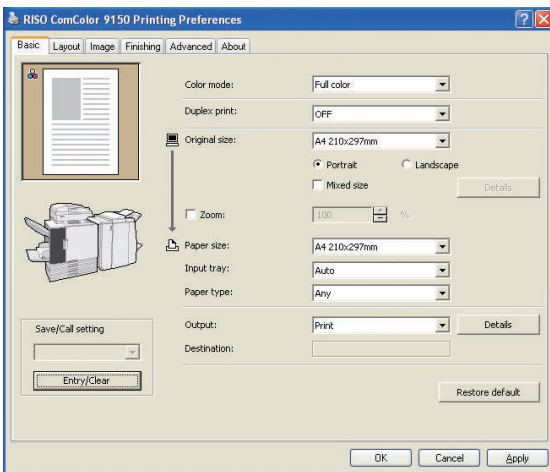 RISO ComColor 9150 Printing Preferences
Basic Layout Image Finishing Advanced About
Color mode: Full color
Duplex print: OFF
Original size: A4 210x297mm
Portrait Landscape
Mixed size Details
Zoom: 100 %
Paper size: A4 210x297mm
Input tray: Auto
Paper type: Any
Save/Call setting
Entry/Clear
Output: Print Details
Destination:
Restore default
OK Cancel Apply